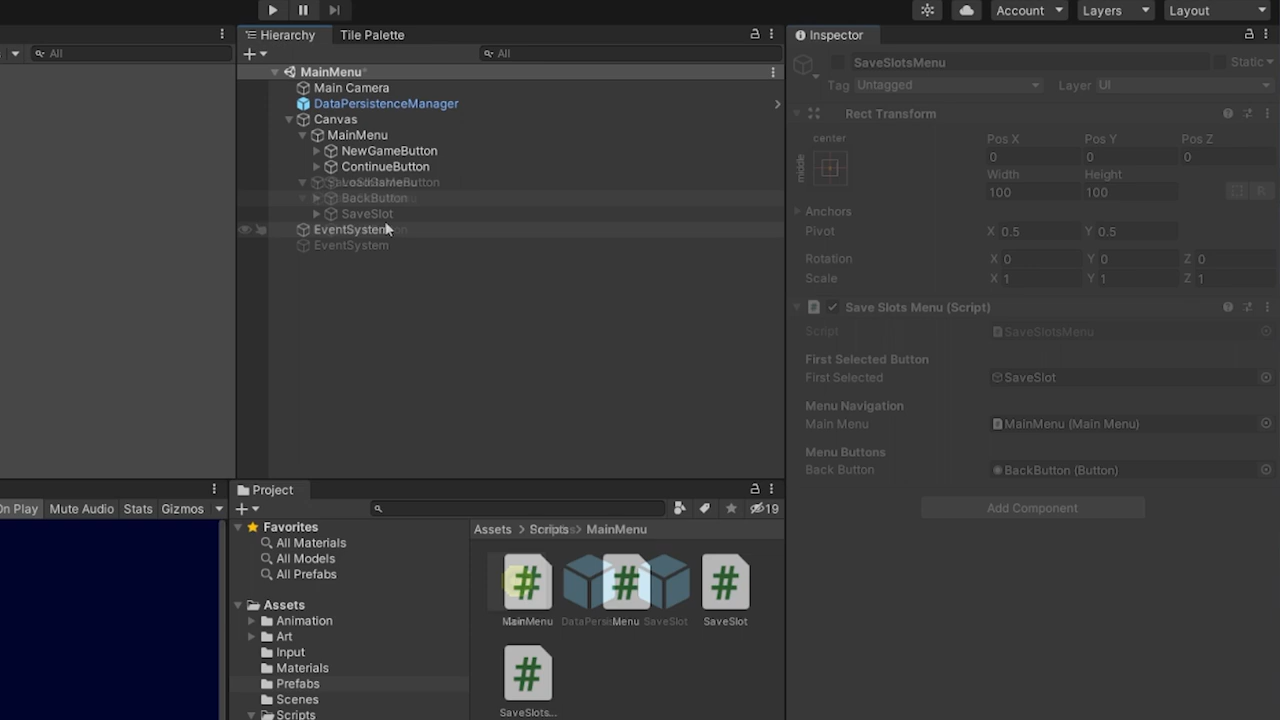 Account Layers Layout
Hierarchy Tile Palette Inspector
All All
MainMenu*
Main Camera
DataPersistenceManager
Canvas
MainMenu
NewGameButton
ContinueButton
BackButton
SaveSlot
EventSystem
EventSystem
SaveSlotsMenu Static
Tag Untagged Layer UI
Rect Transform
center
middle
Pos X Pos Y Pos Z
0 0 0
Width Height
100 100
R
Anchors
Pivot X 0.5 Y 0.5
Rotation X 0 Y 0 Z 0
Scale X 1 Y 1 Z 1
Save Slots Menu (Script)
Script SaveSlotsMenu
First Selected Button
First Selected SaveSlot
Menu Navigation
Main Menu MainMenu (Main Menu)
Menu Buttons
Back Button BackButton (Button)
Add Component
Project
On Play Mute Audio Stats Gizmos
19
Favorites
All Materials
All Models
All Prefabs
Assets
Animation
Art
Input
Materials
Prefabs
Scenes
Scripts
Assets > Scripts > MainMenu
MainMenu Menu SaveSlot SaveSlot
SaveSlots...